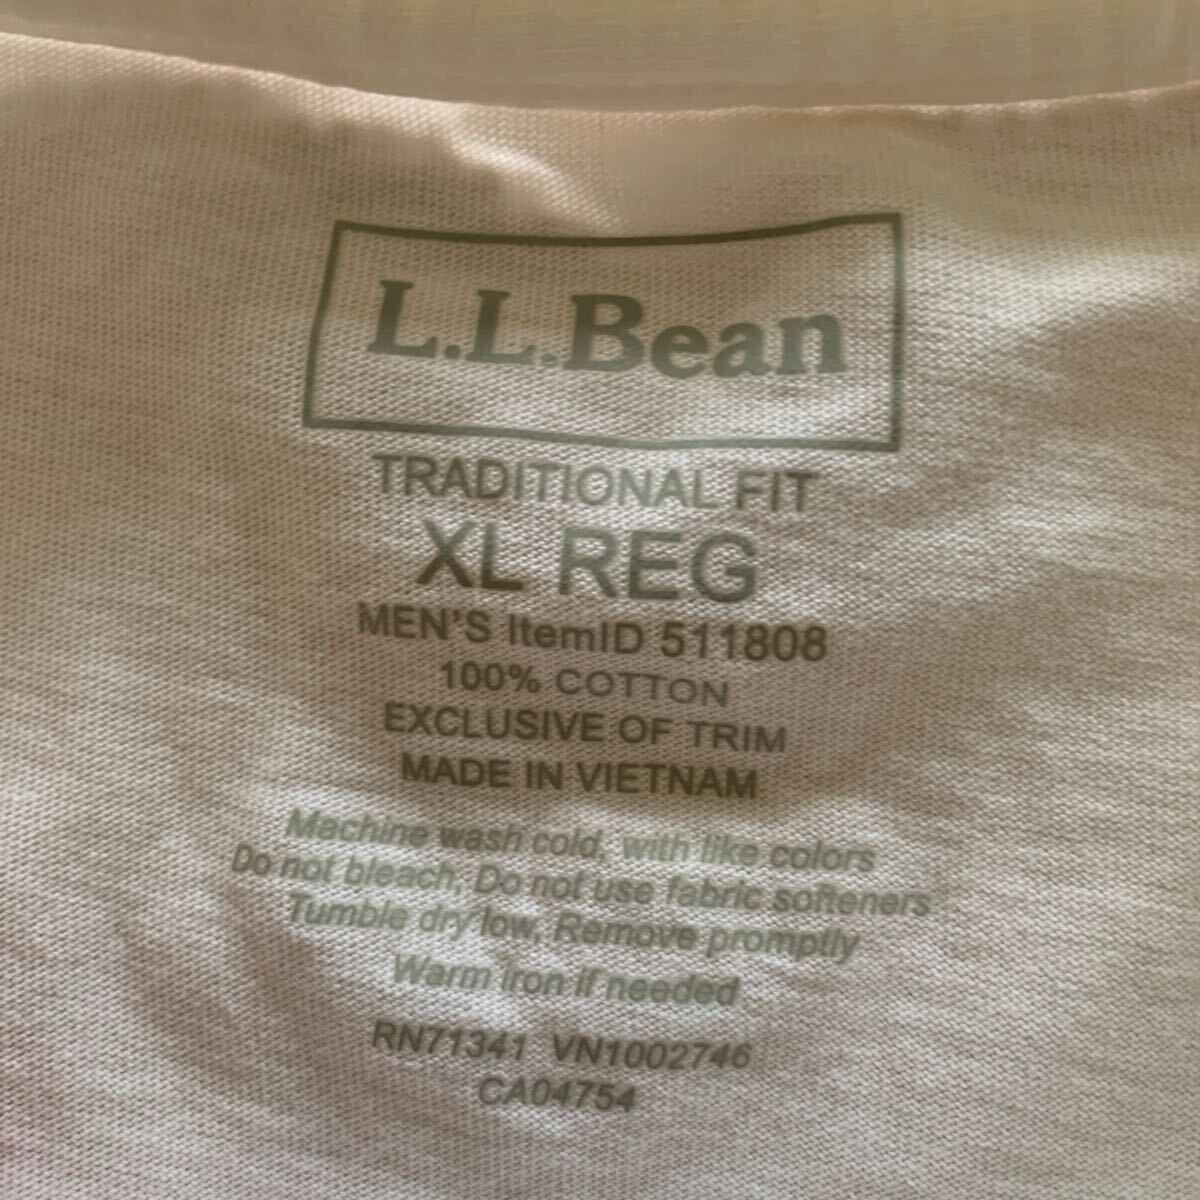 L.L.Bean
TRADITIONAL FIT
XL REG
MEN'S ItemID 511808
100% COTTON
EXCLUSIVE OF TRIM
MADE IN VIETNAM
Machine wash cold, with like colors
Do not bleach, Do not use fabric softeners
Tumble dry low, Remove promptly
Warm iron if needed
RN71341 VN1002746
CA04754